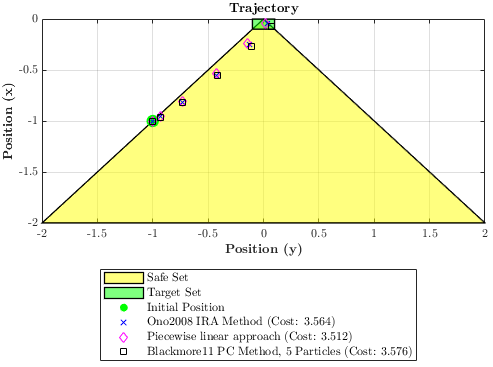 Trajectory
0
-0.5
-1
-1.5
-2
Position (x)
-2 -1.5 -1 -0.5 0 0.5 1 1.5 2
Position (y)
Safe Set
Target Set
Initial Position
Ono2008 IRA Method (Cost: 3.564)
Piecewise linear approach (Cost: 3.512)
Blackmore11 PC Method, 5 Particles (Cost: 3.576)